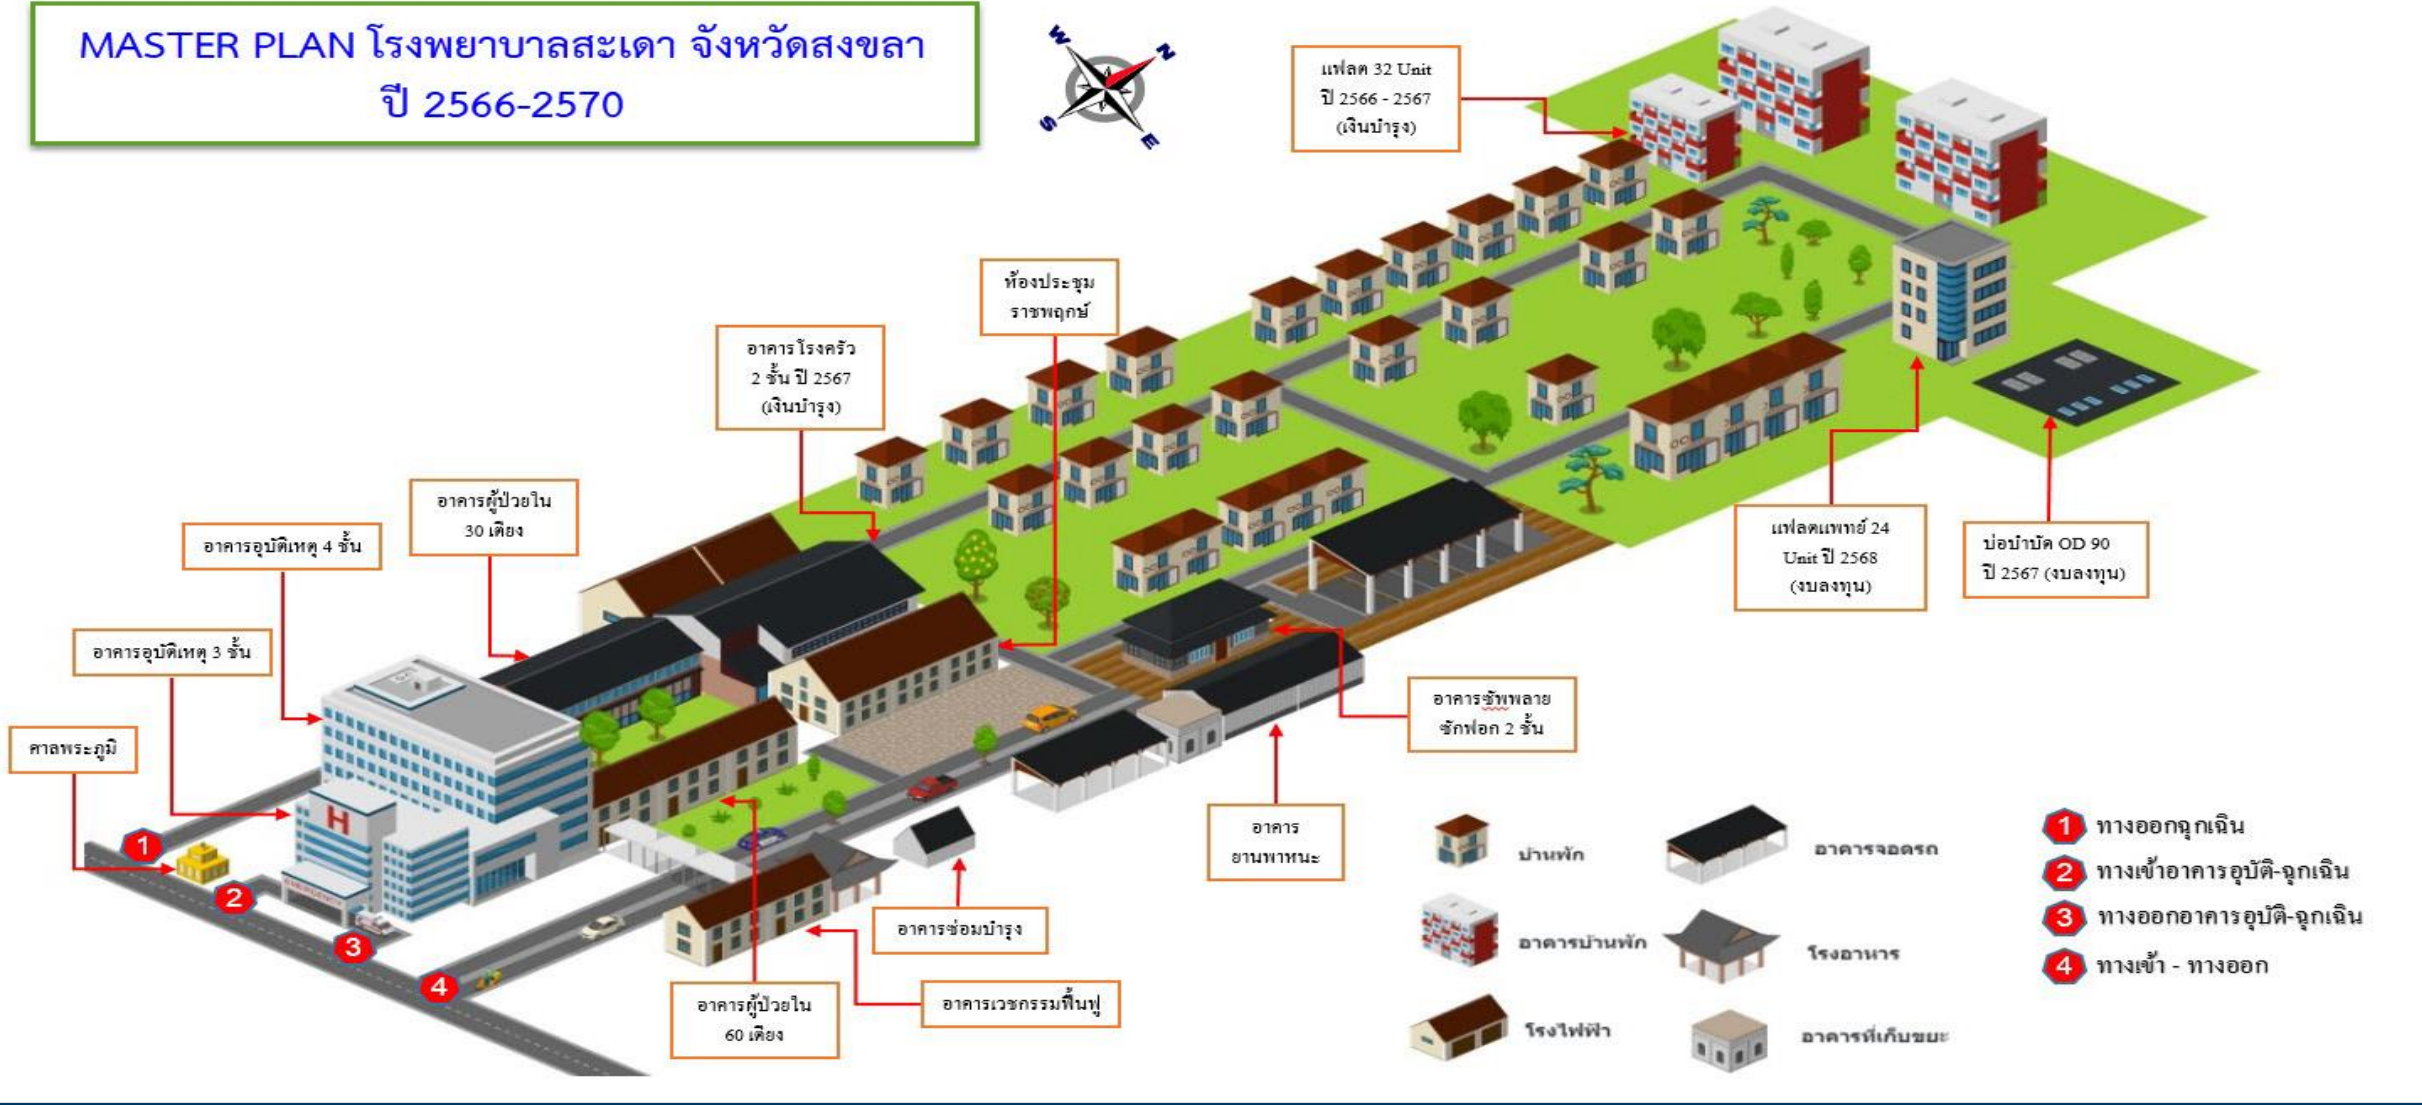 MASTER PLAN โรงพยาบาลสะเดา จังหวัดสงขลา
ปี 2566-2570
W
N
S
E
แฟลต 32 Unit
ปี 2566 - 2567
(เงินบำรุง)
ห้องประชุม
ราชพฤกษ์
อาคารโรงครัว
2 ชั้น ปี 2567
(เงินบำรุง)
อาคารผู้ป่วยใน
30 เตียง
อาคารอุบัติเหตุ 4 ชั้น
อาคารอุบัติเหตุ 3 ชั้น
ศาลพระภูมิ
แฟลตแพทย์ 24
Unit ปี 2568
(งบลงทุน)
บ่อบำบัด OD 90
ปี 2567 (งบลงทุน)
อาคารซัพพลาย
ซักฟอก 2 ชั้น
อาคาร
ยานพาหนะ
อาคารซ่อมบำรุง
อาคารเวชกรรมฟื้นฟู
อาคารผู้ป่วยใน
60 เตียง
H
EMERGENCY
1
2
3
4
บ้านพัก
อาคารจอดรถ
อาคารบ้านพัก
โรงอาหาร
โรงไฟฟ้า
อาคารที่เก็บขยะ
1 ทางออกฉุกเฉิน
2 ทางเข้าอาคารอุบัติ-ฉุกเฉิน
3 ทางออกอาคารอุบัติ-ฉุกเฉิน
4 ทางเข้า - ทางออก